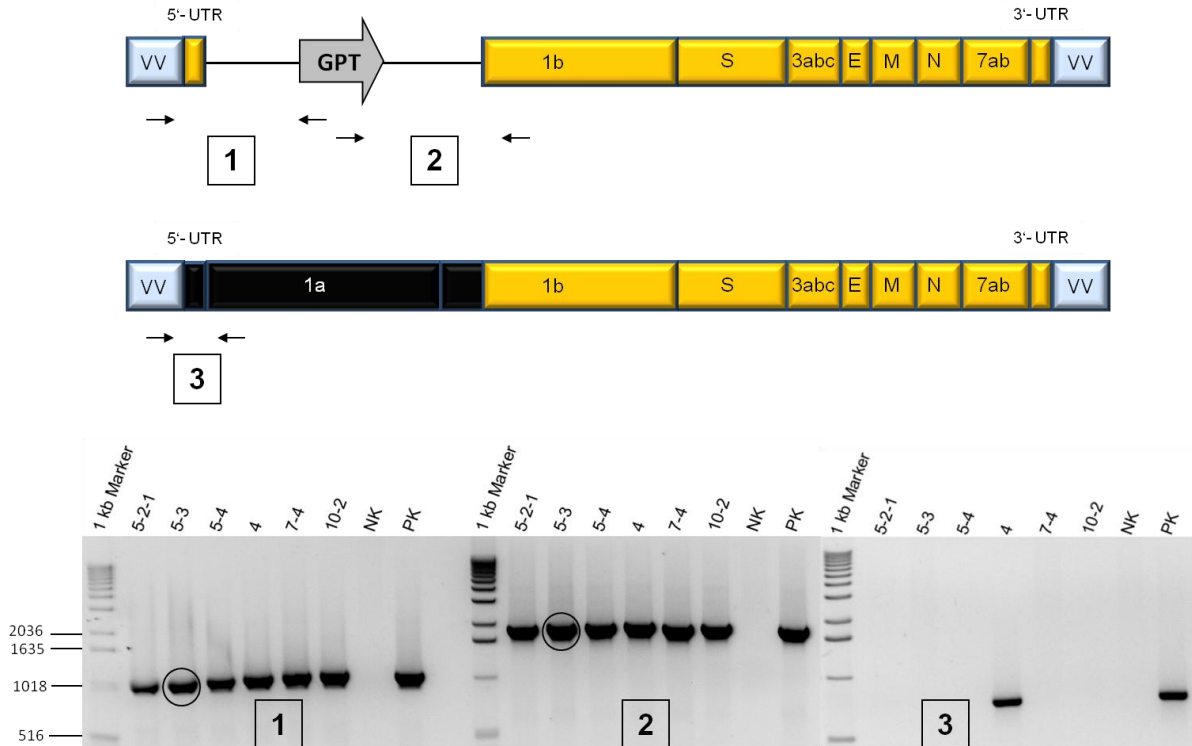 5'- UTR 3'- UTR
VV GPT 1b S 3abc E M N 7ab VV
1 2
5'- UTR 3'- UTR
VV 1a 1b S 3abc E M N 7ab VV
3
1 kb Marker 5-2-1 5-3 5-4 4 7-4 10-2 NK PK 1 kb Marker 5-2-1 5-3 5-4 4 7-4 10-2 NK PK 1 kb Marker 5-2-1 5-3 5-4 4 7-4 10-2 NK PK
2036
1635
1018
516
1 2 3